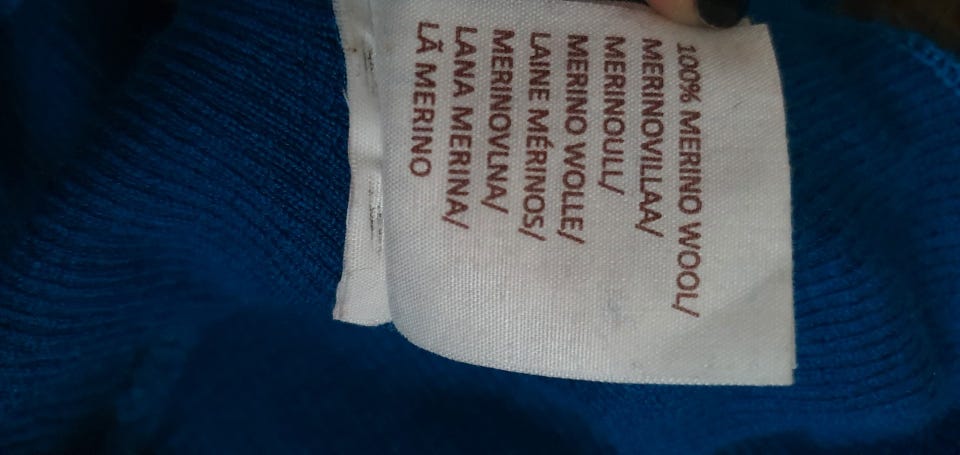 100% MERINO WOOL/
MERINOVILLAA/
MERINOULL/
MERINO WOLLE/
LAINE MÉRINOS/
MERINOVLNA/
LANA MERINA/
LÃ MERINO